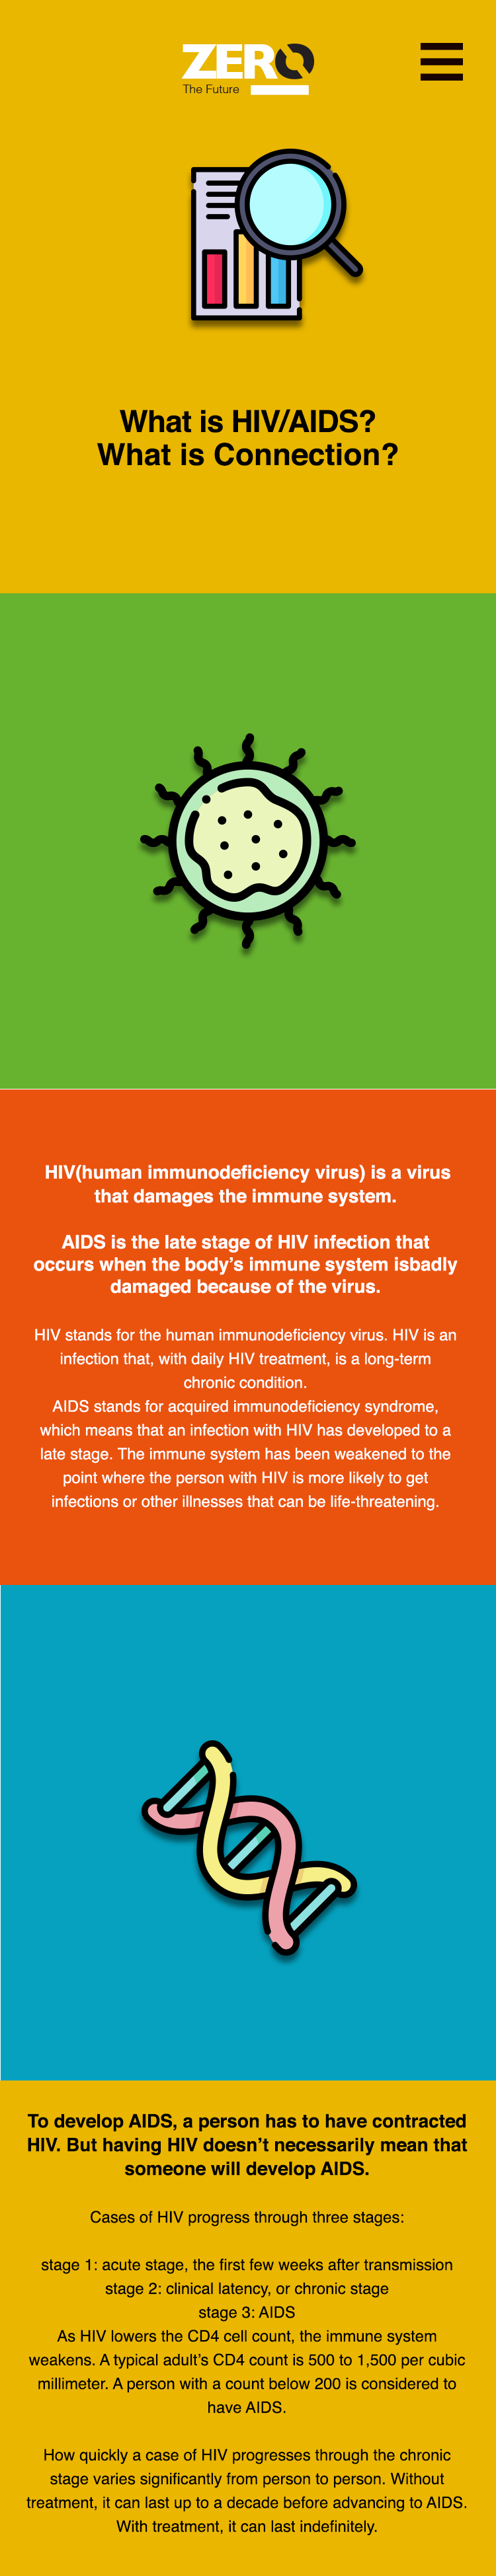 ZERO
The Future
What is HIV/AIDS?
What is Connection?
HIV(human immunodeficiency virus) is a virus
that damages the immune system.
AIDS is the late stage of HIV infection that
occurs when the body’s immune system isbadly
damaged because of the virus.
HIV stands for the human immunodeficiency virus. HIV is an
infection that, with daily HIV treatment, is a long-term
chronic condition.
AIDS stands for acquired immunodeficiency syndrome,
which means that an infection with HIV has developed to a
late stage. The immune system has been weakened to the
point where the person with HIV is more likely to get
infections or other illnesses that can be life-threatening.
To develop AIDS, a person has to have contracted
HIV. But having HIV doesn’t necessarily mean that
someone will develop AIDS.
Cases of HIV progress through three stages:
stage 1: acute stage, the first few weeks after transmission
stage 2: clinical latency, or chronic stage
stage 3: AIDS
As HIV lowers the CD4 cell count, the immune system
weakens. A typical adult’s CD4 count is 500 to 1,500 per cubic
millimeter. A person with a count below 200 is considered to
have AIDS.
How quickly a case of HIV progresses through the chronic
stage varies significantly from person to person. Without
treatment, it can last up to a decade before advancing to AIDS.
With treatment, it can last indefinitely.